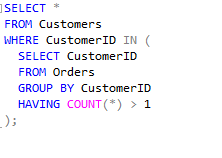 SELECT *
FROM Customers
WHERE CustomerID IN (
SELECT CustomerID
FROM Orders
GROUP BY CustomerID
HAVING COUNT(*) > 1
);